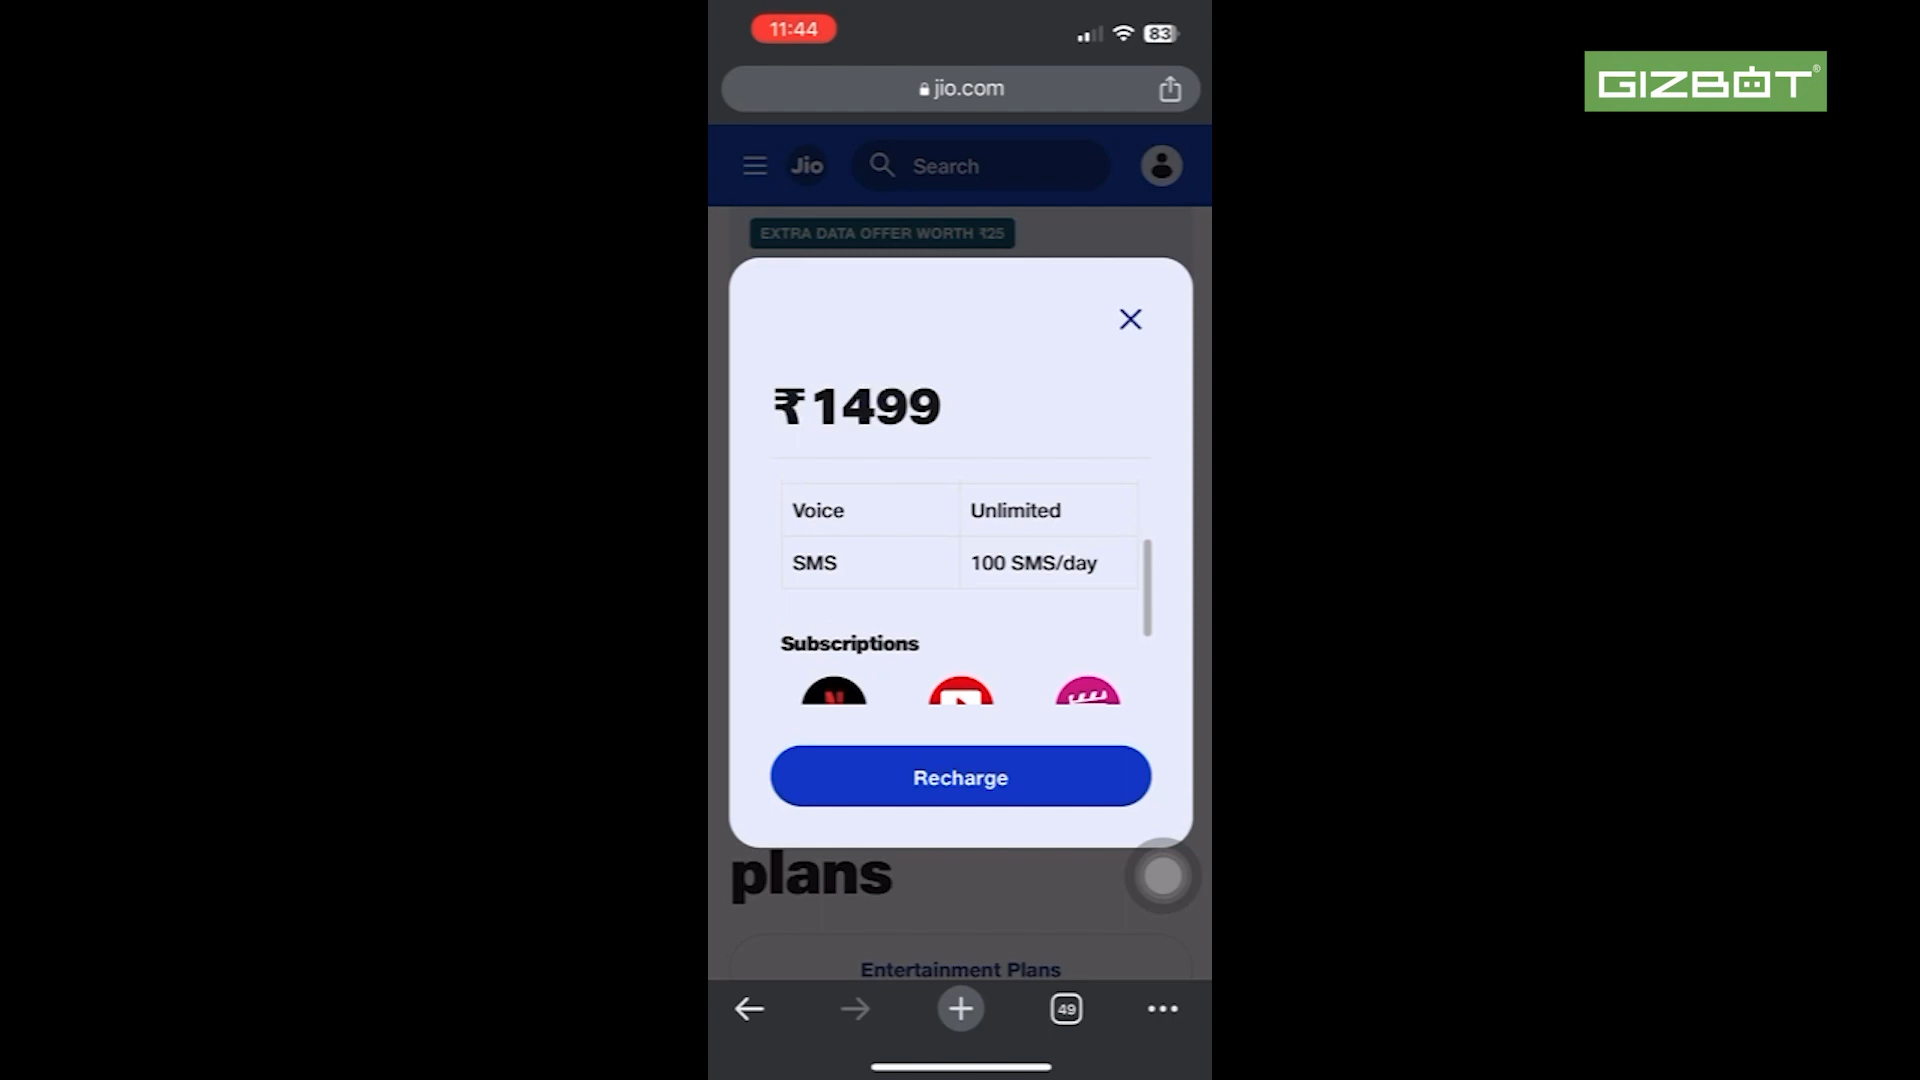 11:44
83
jio.com
GIZBOT®
Jio
Search
EXTRA DATA OFFER WORTH ₹25
₹1499
Voice
Unlimited
SMS
100 SMS/day
Subscriptions
N
Recharge
plans
Entertainment Plans
49